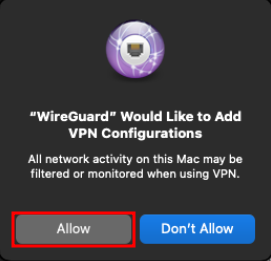 “WireGuard” Would Like to Add
VPN Configurations
All network activity on this Mac may be
filtered or monitored when using VPN.
Allow
Don’t Allow